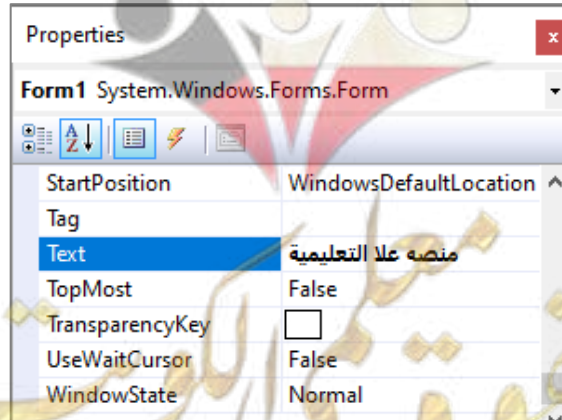 Properties
x
Form1 System.Windows.Forms.Form
A Z
StartPosition WindowsDefaultLocation
Tag
Text منصه علا التعليمية
TopMost False
TransparencyKey
UseWaitCursor False
WindowState Normal